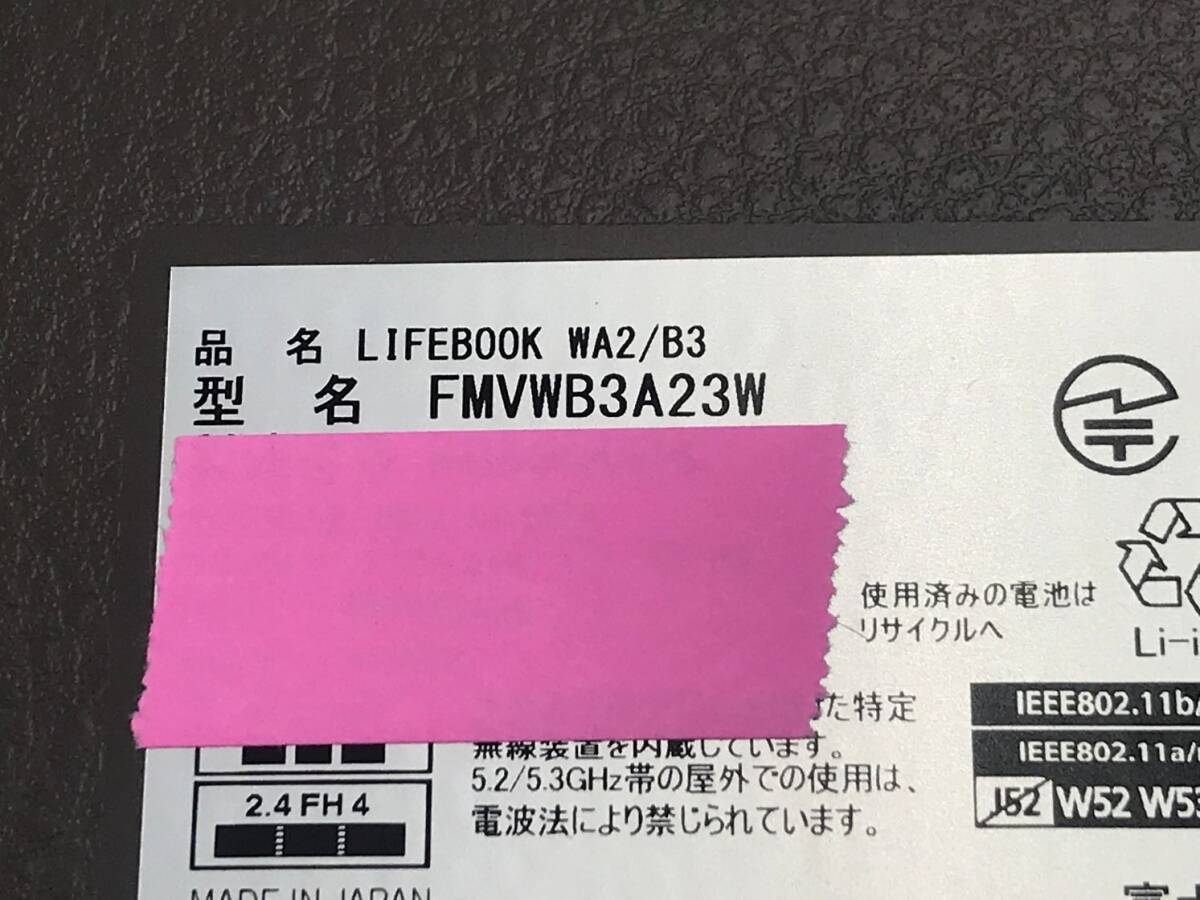 品 名 LIFEBOOK WA2/B3
型 名 FMVWB3A23W
使用済みの電池は
リサイクルへ
Li-i
た特定
無線装置を内蔵しています。
5.2/5.3GHz帯の屋外での使用は、
電波法により禁じられています。
IEEE802.11b/
IEEE802.11a/
J52 W52 W53
2.4 FH 4
MADE IN JAPAN
富士